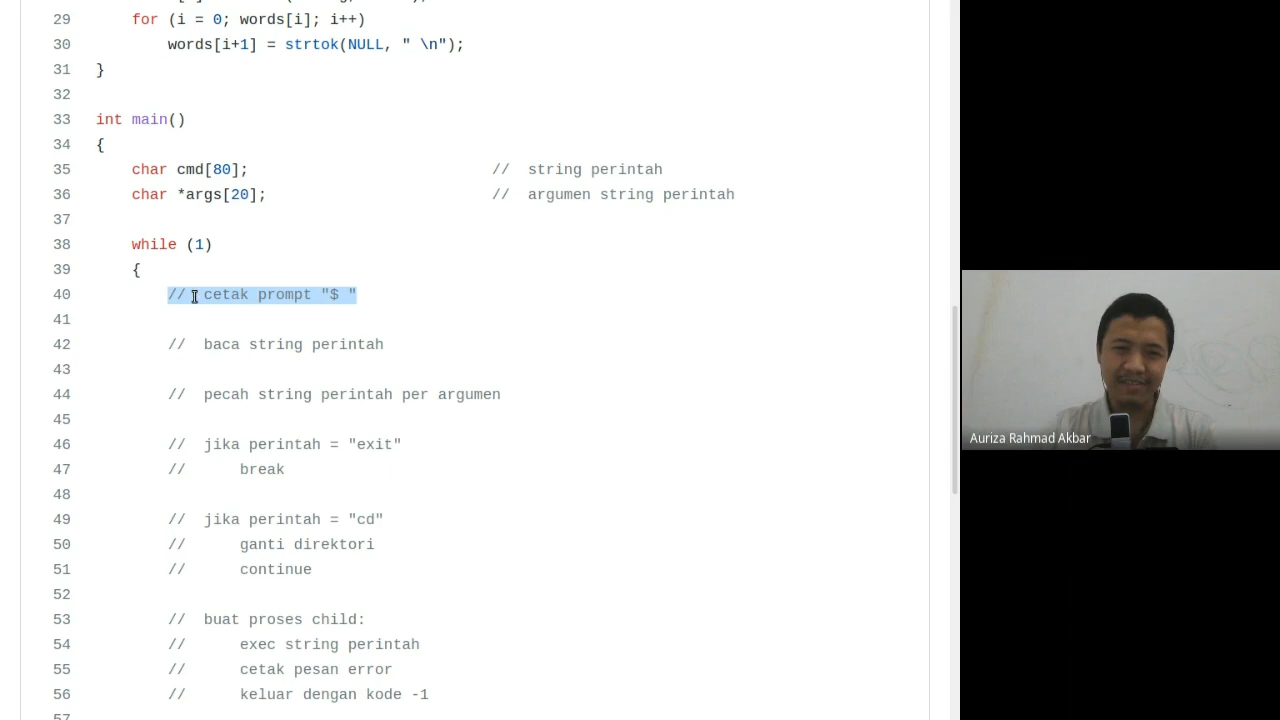 29 for (i = 0; words[i]; i++)
30 words[i+1] = strtok(NULL, " \n");
31 }
32
33 int main()
34 {
35 char cmd[80]; // string perintah
36 char *args[20]; // argumen string perintah
37
38 while (1)
39 {
40 // cetak prompt "$ "
41
42 // baca string perintah
43
44 // pecah string perintah per argumen
45
46 // jika perintah = "exit"
47 // break
48
49 // jika perintah = "cd"
50 // ganti direktori
51 // continue
52
53 // buat proses child:
54 // exec string perintah
55 // cetak pesan error
56 // keluar dengan kode -1
57
Auriza Rahmad Akbar